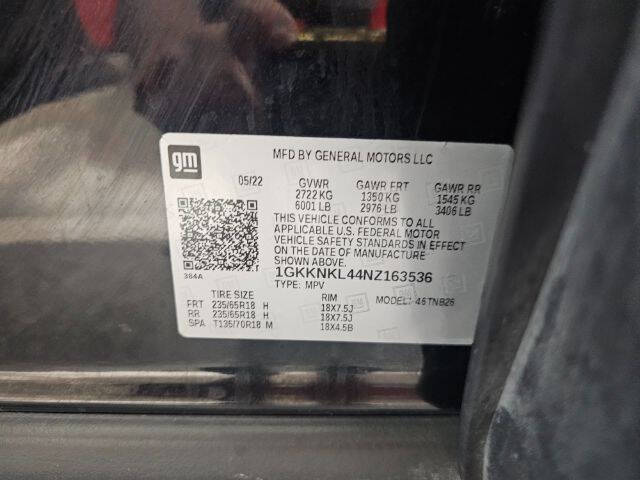 gm
MFD BY GENERAL MOTORS LLC
05/22 GVWR GAWR FRT GAWR RR
2722 KG 1350 KG 1545 KG
6001 LB 2976 LB 3406 LB
THIS VEHICLE CONFORMS TO ALL
APPLICABLE U.S. FEDERAL MOTOR
VEHICLE SAFETY STANDARDS IN EFFECT
ON THE DATE OF MANUFACTURE
SHOWN ABOVE.
384A 1GKKNKL44NZ163536
TYPE: MPV
TIRE SIZE RIM MODEL: 46TNB26
FRT 235/65R18 H 18X7.5J
RR 235/65R18 H 18X7.5J
SPA T135/70R18 M 18X4.5B